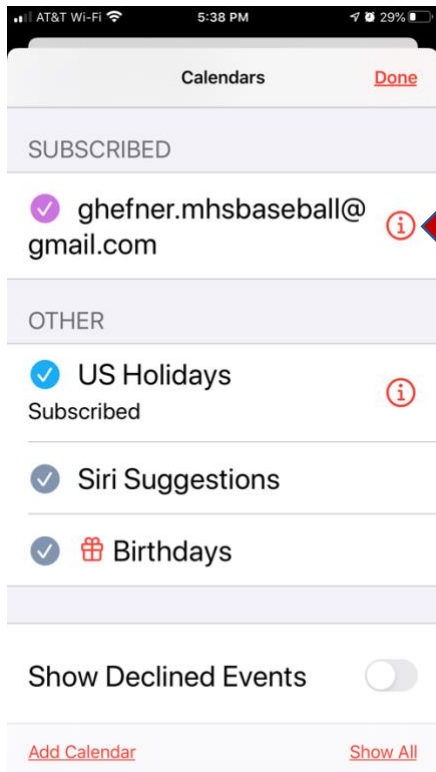 AT&T Wi-Fi 5:38 PM 29%
Calendars Done
SUBSCRIBED
ghefner.mhsbaseball@
gmail.com
OTHER
US Holidays
Subscribed
Siri Suggestions
Birthdays
Show Declined Events
Add Calendar Show All